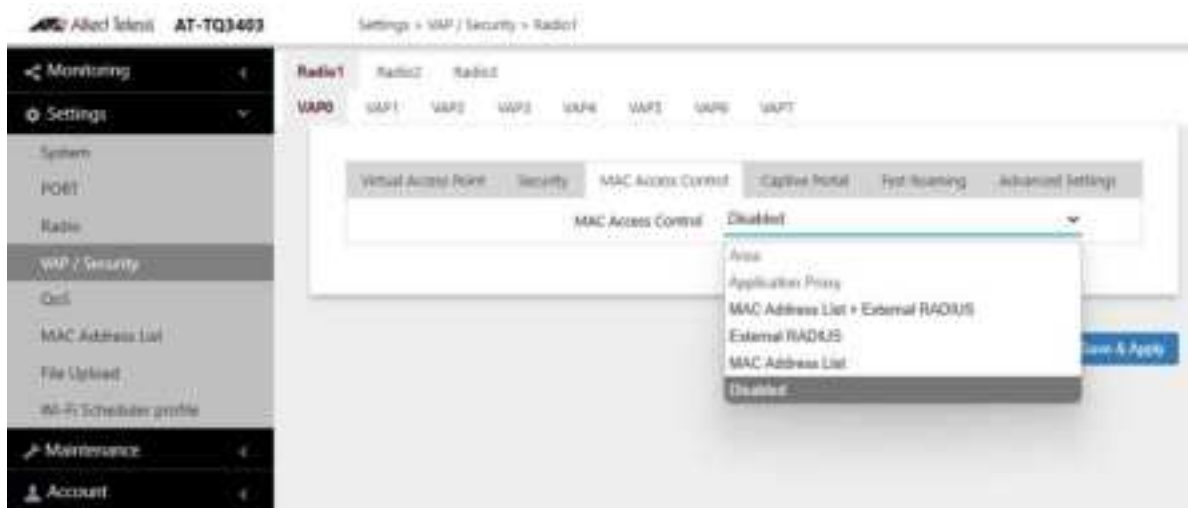 Allied Telesis AT-TQ3403
Settings > VAP / Security > Radio1
Monitoring
Settings
System
PORT
Radio
VAP / Security
QoS
MAC Address List
File Upload
Wi-Fi Scheduler profile
Maintenance
Account
Radio1 Radio2 Radio3
VAP0 VAP1 VAP2 VAP3 VAP4 VAP5 VAP6 VAP7
Virtual Access Point Security MAC Access Control Captive Portal Fast Roaming Advanced Settings
MAC Access Control Disabled
Area
Application Proxy
MAC Address List + External RADIUS
External RADIUS
MAC Address List
Disabled
Save & Apply